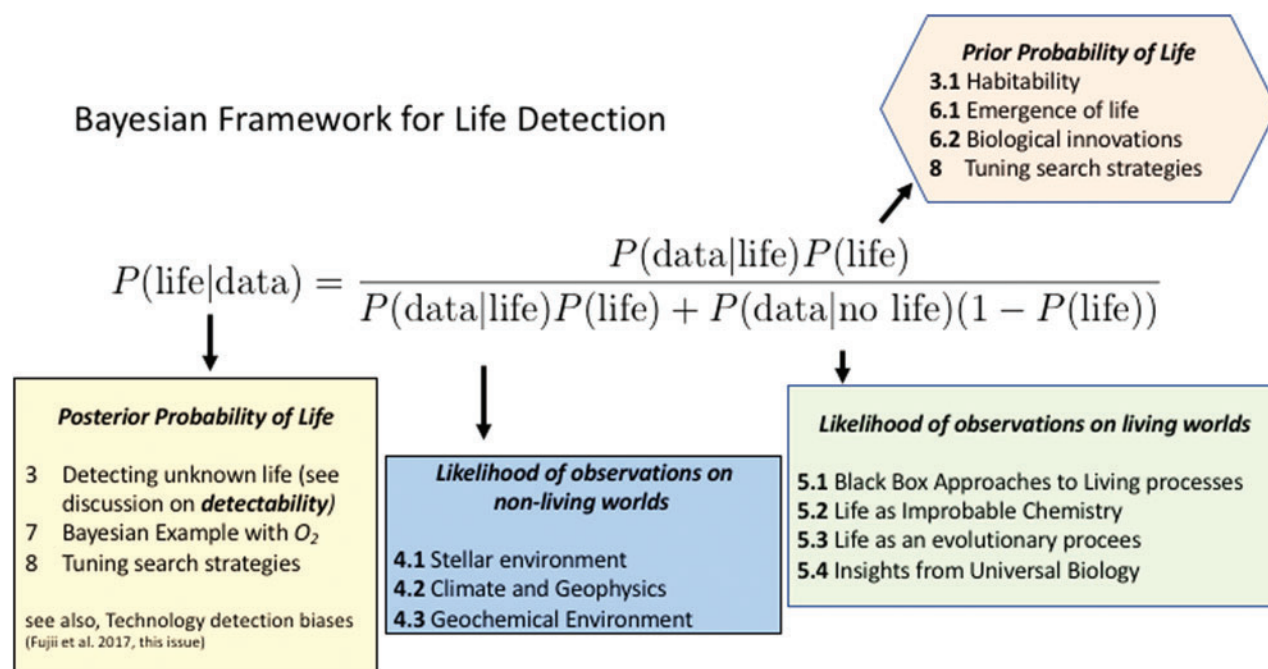 Bayesian Framework for Life Detection
Prior Probability of Life
3.1 Habitability
6.1 Emergence of life
6.2 Biological innovations
8 Tuning search strategies
P(life|data) = P(data|life)P(life)
P(data|life)P(life) + P(data|no life)(1 − P(life))
Posterior Probability of Life
3 Detecting unknown life (see
discussion on detectability)
7 Bayesian Example with O2
8 Tuning search strategies
see also, Technology detection biases
(Fujii et al. 2017, this issue)
Likelihood of observations on
non-living worlds
4.1 Stellar environment
4.2 Climate and Geophysics
4.3 Geochemical Environment
Likelihood of observations on living worlds
5.1 Black Box Approaches to Living processes
5.2 Life as Improbable Chemistry
5.3 Life as an evolutionary procees
5.4 Insights from Universal Biology